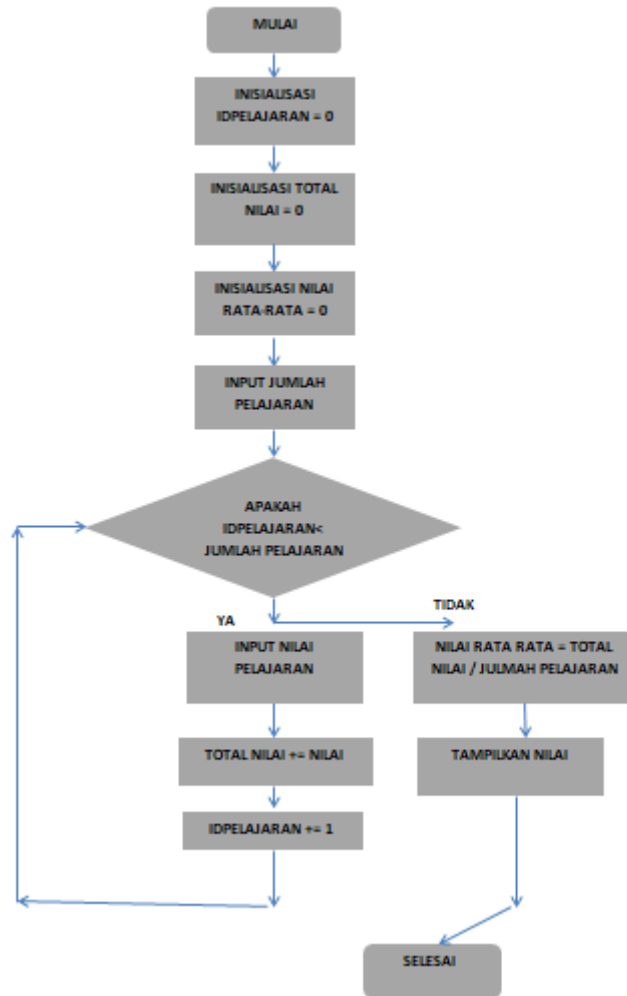 MULAI
INISIALISASI
IDPELAJARAN = 0
INISIALISASI TOTAL
NILAI = 0
INISIALISASI NILAI
RATA-RATA = 0
INPUT JUMLAH
PELAJARAN
APAKAH
IDPELAJARAN<
JUMLAH PELAJARAN
YA
TIDAK
INPUT NILAI
PELAJARAN
NILAI RATA RATA = TOTAL
NILAI / JULMAH PELAJARAN
TOTAL NILAI += NILAI
TAMPILKAN NILAI
IDPELAJARAN += 1
SELESAI